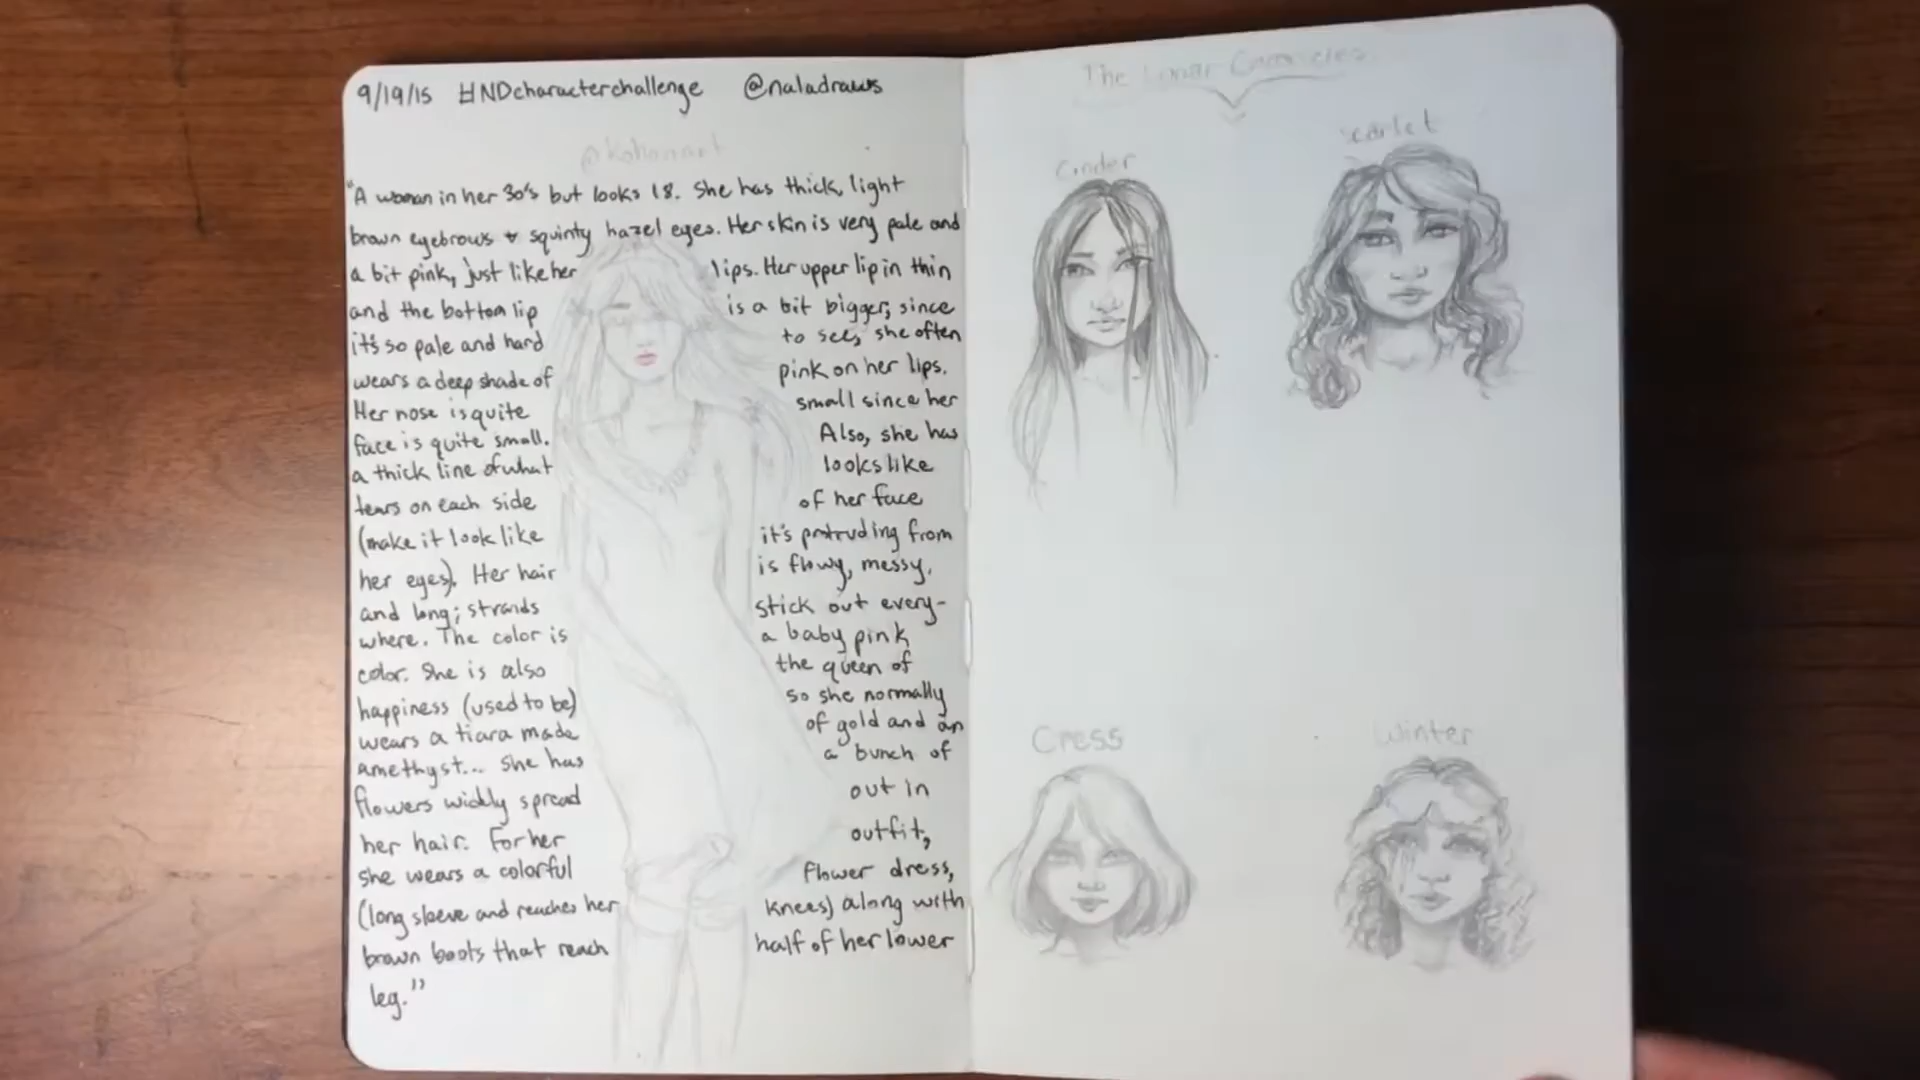 9/19/15 #NDcharacterchallenge @naladraws
"A woman in her 30's but looks 18. She has thick, light
brown eyebrows & squinty hazel eyes. Her skin is very pale and
a bit pink, just like her lips. Her upper lip in thin
and the bottom lip is a bit bigger, since
it's so pale and hard to see, she often
wears a deep shade of pink on her lips.
Her nose is quite small since her
face is quite small. Also, she has
a thick line of what looks like
tears on each side of her face
(make it look like it's protruding from
her eyes). Her hair is flowy, messy,
and long; strands stick out every-
where. The color is a baby pink
color. She is also the queen of
happiness (used to be) so she normally
wears a tiara made of gold and an
amethyst... She has a bunch of
flowers widly spread out in
her hair. For her outfit,
she wears a colorful flower dress,
(long sleeve and reaches her knees) along with
brown boots that reach half of her lower
leg."
The Lunar Chronicles
Cinder
Scarlet
Cress
Winter